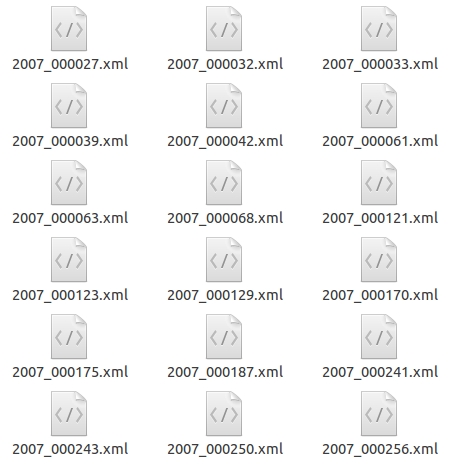 2007_000027.xml 2007_000032.xml 2007_000033.xml
2007_000039.xml 2007_000042.xml 2007_000061.xml
2007_000063.xml 2007_000068.xml 2007_000121.xml
2007_000123.xml 2007_000129.xml 2007_000170.xml
2007_000175.xml 2007_000187.xml 2007_000241.xml
2007_000243.xml 2007_000250.xml 2007_000256.xml